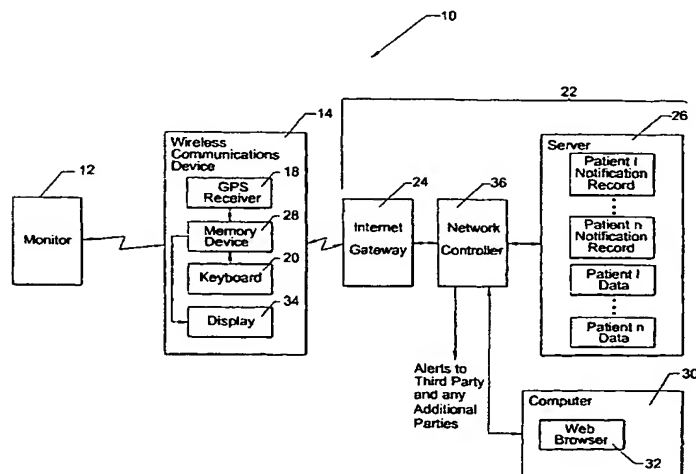 10
22
14
26
Wireless
Communications
Device
Server
12
18
24
36
GPS
Receiver
Patient I
Notification
Record
28
Monitor
Memory
Device
Internet
Gateway
Network
Controller
20
Patient n
Notification
Record
Keyboard
34
Patient I
Data
Display
Patient n
Data
Alerts to
Third Party
and any
Additional
Parties
30
Computer
Web
Browser
32